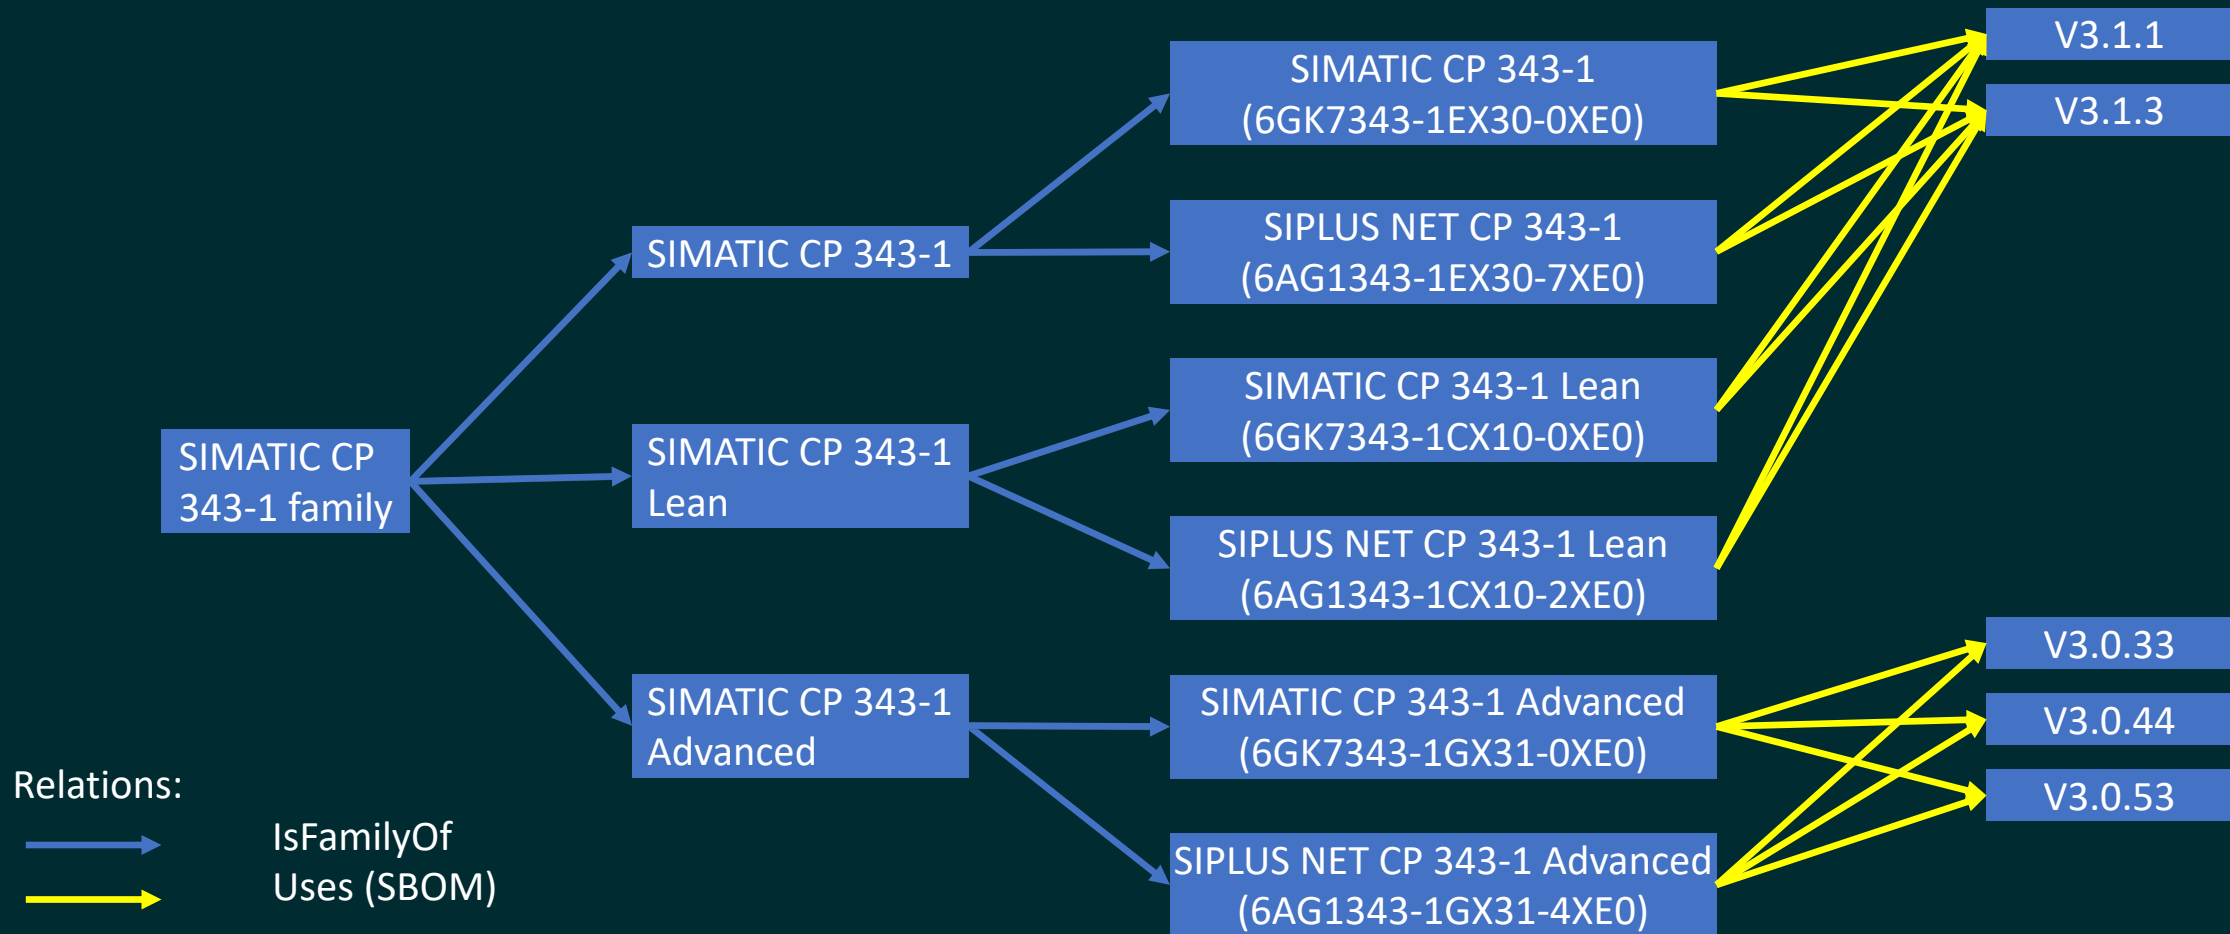 SIMATIC CP
343-1 family
SIMATIC CP 343-1
SIMATIC CP 343-1
Lean
SIMATIC CP 343-1
Advanced
SIMATIC CP 343-1
(6GK7343-1EX30-0XE0)
SIPLUS NET CP 343-1
(6AG1343-1EX30-7XE0)
SIMATIC CP 343-1 Lean
(6GK7343-1CX10-0XE0)
SIPLUS NET CP 343-1 Lean
(6AG1343-1CX10-2XE0)
SIMATIC CP 343-1 Advanced
(6GK7343-1GX31-0XE0)
SIPLUS NET CP 343-1 Advanced
(6AG1343-1GX31-4XE0)
V3.1.1
V3.1.3
V3.0.33
V3.0.44
V3.0.53
Relations:
IsFamilyOf
Uses (SBOM)